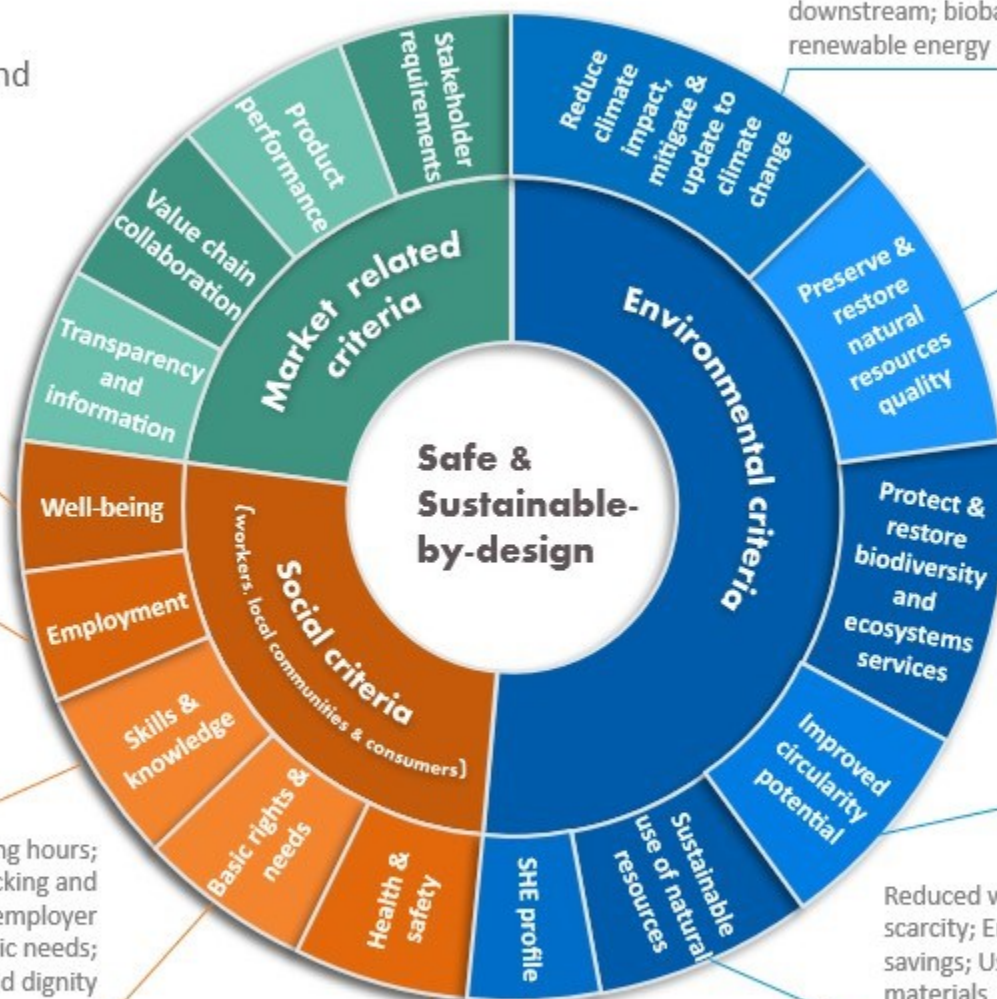 downstream;
renewable energy
nd
Stakeholder
requirements
Product
performance
Value chain
collaboration
Transparency
and
information
Market related
criteria
Reduce
climate
impact,
mitigate &
update to
climate
change
Preserve &
restore
natural
resources
quality
Protect &
restore
biodiversity
and
ecosystems
services
Improved
circularity
potential
Sustainable
use of natural
resources
SHE profile
Environmental criteria
Safe &
Sustainable-
by-design
Well-being
Employment
Skills &
knowledge
Basic rights &
needs
Health &
safety
Social criteria
{workers, local communities & consumers}
ng hours;
cking and
employer
ic needs;
d dignity
Reduced
scarcity;
savings;
materials